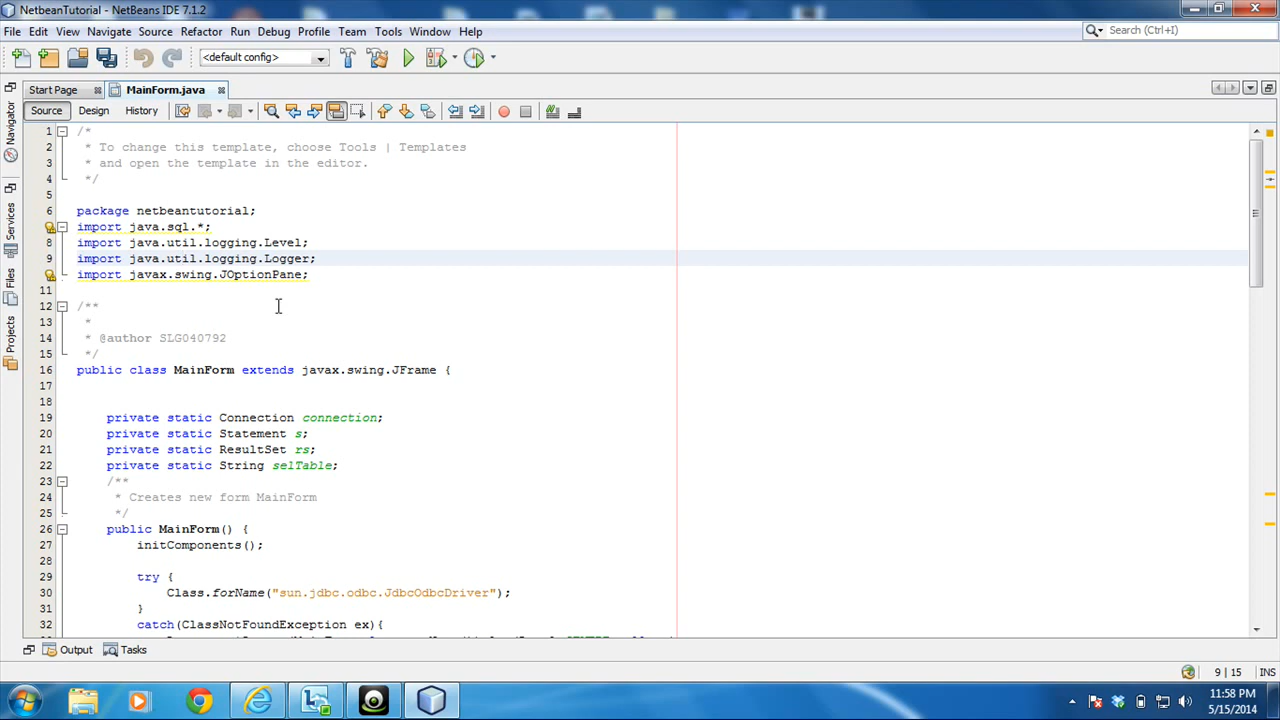 NetbeanTutorial - NetBeans IDE 7.1.2
File Edit View Navigate Source Refactor Run Debug Profile Team Tools Window Help
Search (Ctrl+I)
<default config>
Start Page MainForm.java
Source Design History
Navigator
Services
Files
Projects
1 /*
2 * To change this template, choose Tools | Templates
3 * and open the template in the editor.
4 */
5
6 package netbeantutorial;
import java.sql.*;
8 import java.util.logging.Level;
9 import java.util.logging.Logger;
import javax.swing.JOptionPane;
11
12 /**
13 *
14 * @author SLG040792
15 */
16 public class MainForm extends javax.swing.JFrame {
17
18
19 private static Connection connection;
20 private static Statement s;
21 private static ResultSet rs;
22 private static String selTable;
23 /**
24 * Creates new form MainForm
25 */
26 public MainForm() {
27 initComponents();
28
29 try {
30 Class.forName("sun.jdbc.odbc.JdbcOdbcDriver");
31 }
32 catch(ClassNotFoundException ex){
Output Tasks
9 | 15 INS
11:58 PM
5/15/2014